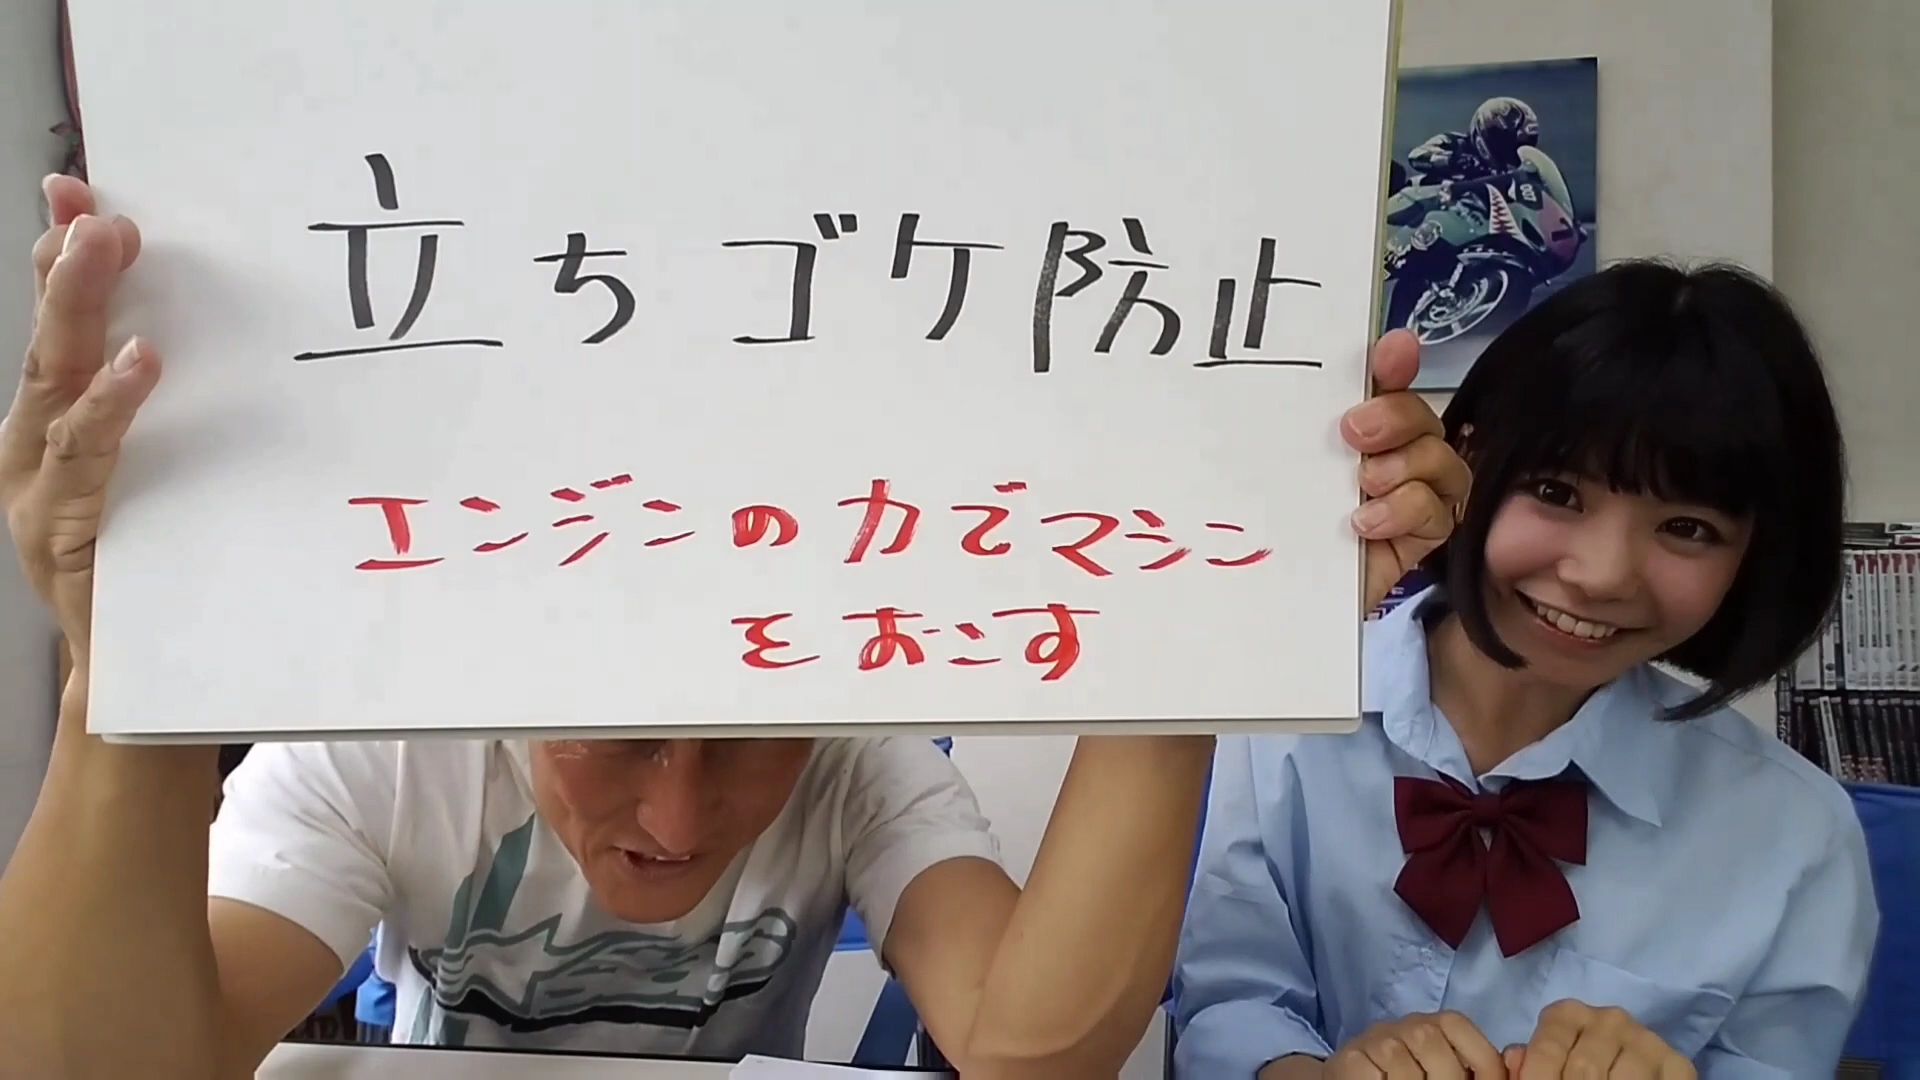 立ちゴケ防止
エンジンの力でマシン
をおこす